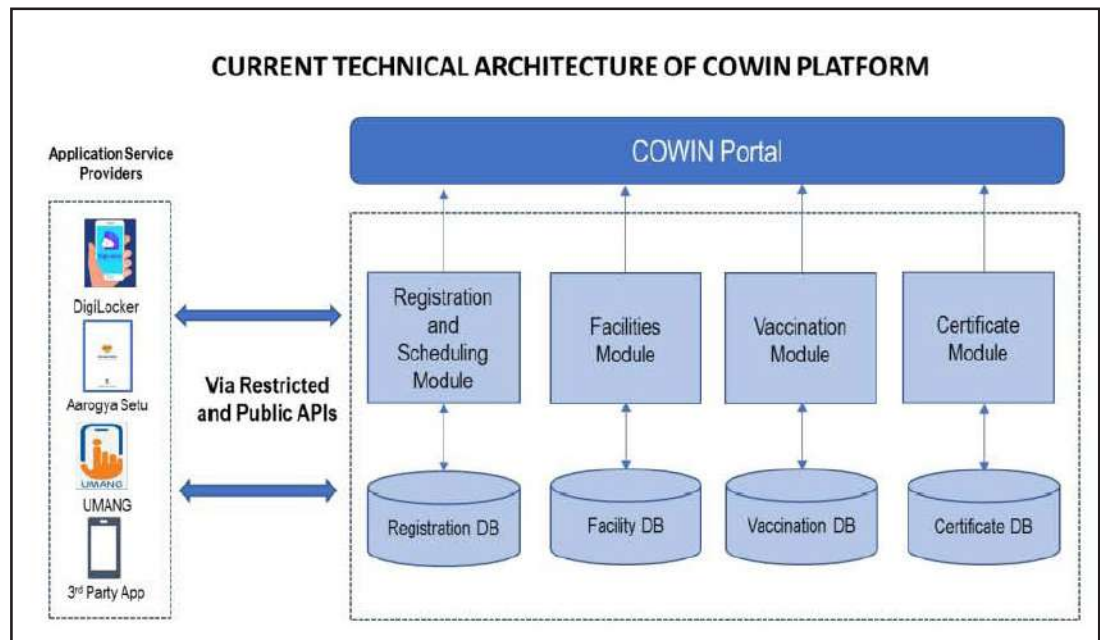 CURRENT TECHNICAL ARCHITECTURE OF COWIN PLATFORM
Application Service
Providers
DigiLocker
Aarogya Setu
UMANG
UMANG
3rd Party App
Via Restricted
and Public APIs
COWIN Portal
Registration
and
Scheduling
Module
Facilities
Module
Vaccination
Module
Certificate
Module
Registration DB
Facility DB
Vaccination DB
Certificate DB